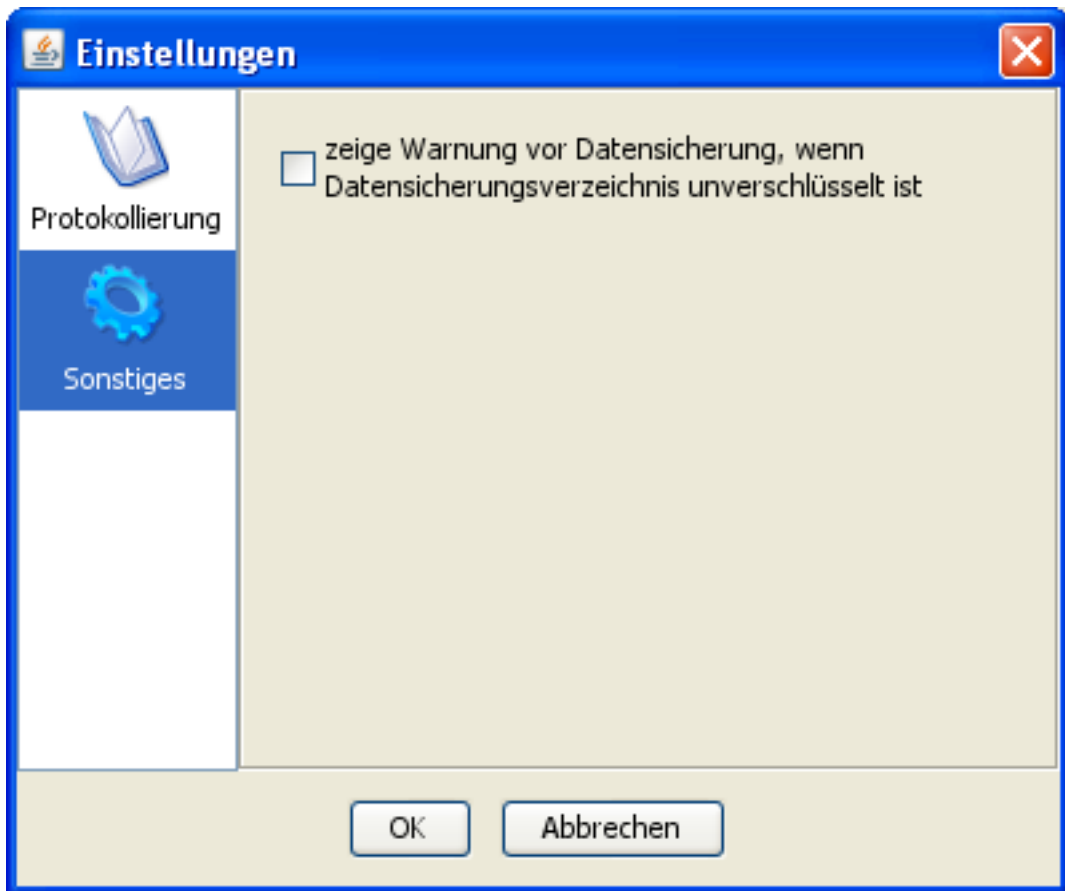 Einstellungen
Protokollierung
Sonstiges
zeige Warnung vor Datensicherung, wenn
Datensicherungsverzeichnis unverschlüsselt ist
OK
Abbrechen